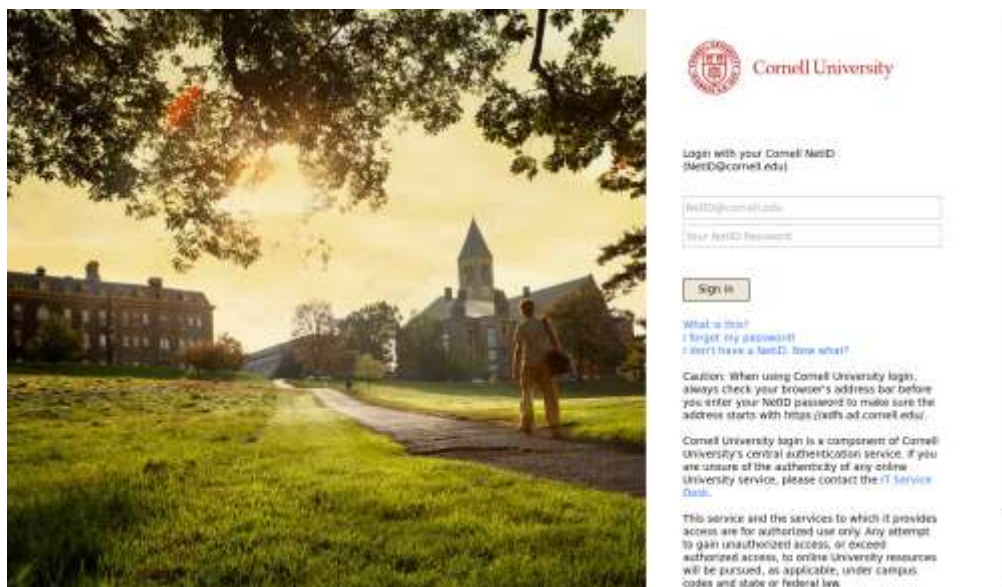 Cornell University
Login with your Cornell NetID
(NetID@cornell.edu)
NetID@cornell.edu
Your NetID Password
Sign in
What is this?
I forgot my password!
I don't have a NetID. Now what?
Caution: When using Cornell University login,
always check your browser's address bar before
you enter your NetID password to make sure the
address starts with https://adfs.ad.cornell.edu/.
Cornell University login is a component of Cornell
University's central authentication service. If you
are unsure of the authenticity of any online
University service, please contact the IT Service
Desk.
This service and the services to which it provides
access are for authorized use only. Any attempt
to gain unauthorized access, or exceed
authorized access, to online University resources
will be pursued, as applicable, under campus
codes and state or federal law.